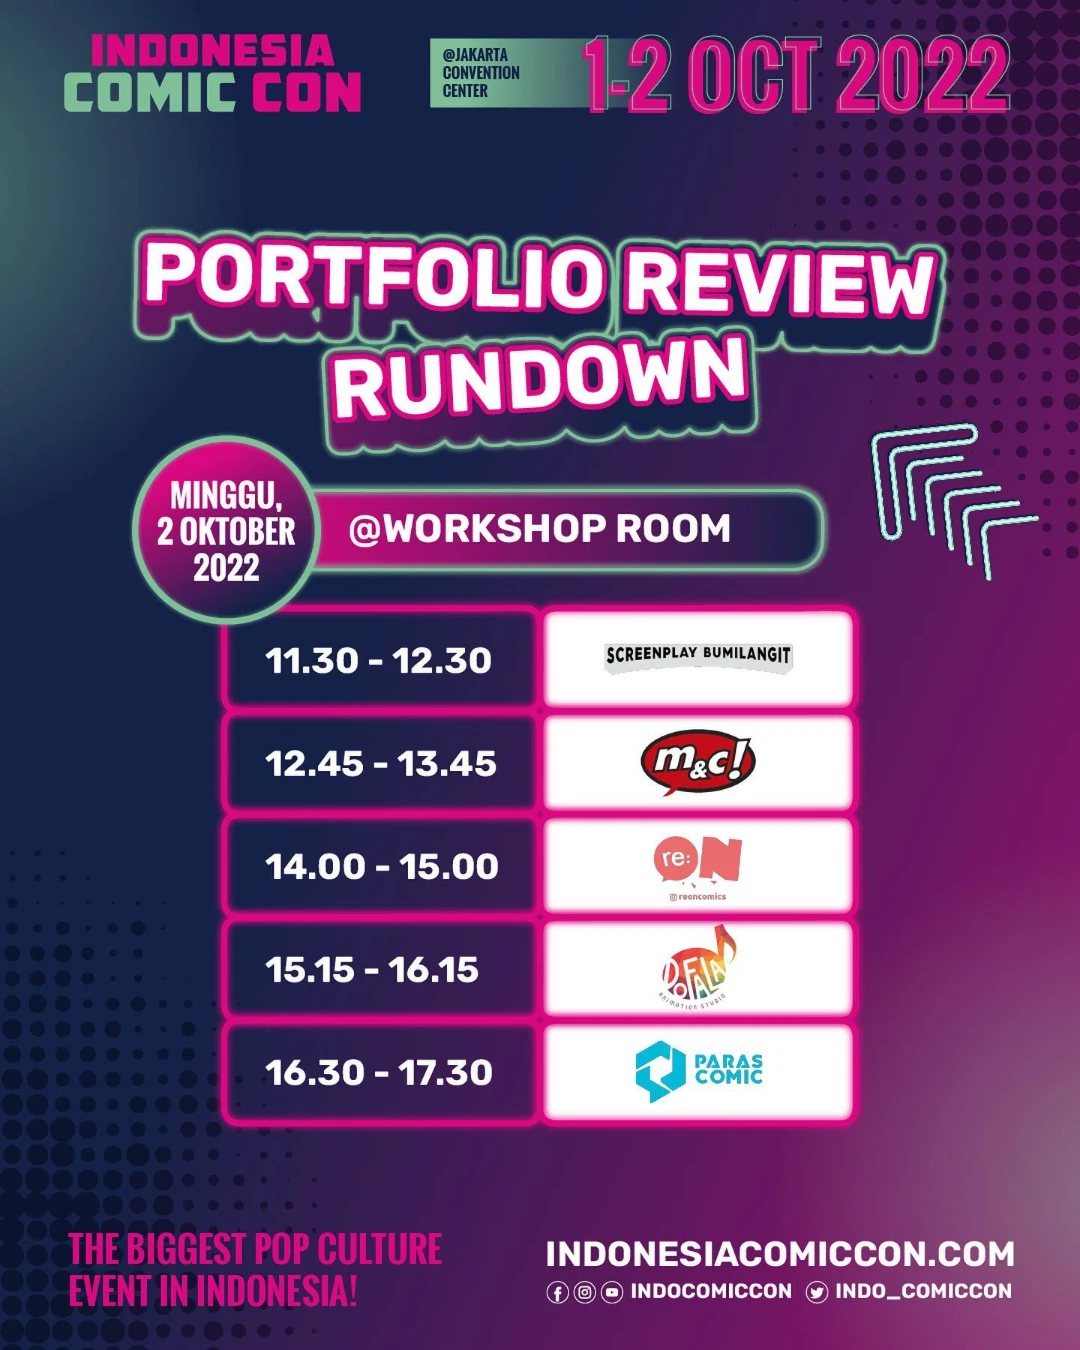 INDONESIA
COMIC CON
@JAKARTA
CONVENTION
CENTER
1-2 OCT 2022
PORTFOLIO REVIEW
RUNDOWN
MINGGU,
2 OKTOBER
2022
@WORKSHOP ROOM
11.30 - 12.30
SCREENPLAY BUMILANGIT
12.45 - 13.45
m&c!
14.00 - 15.00
re:ON
reoncomics
15.15 - 16.15
DOFALA
ANIMATION STUDIO
16.30 - 17.30
PARAS
COMIC
THE BIGGEST POP CULTURE
EVENT IN INDONESIA!
INDONESIACOMICCON.COM
INDOCOMICCON INDO_COMICCON